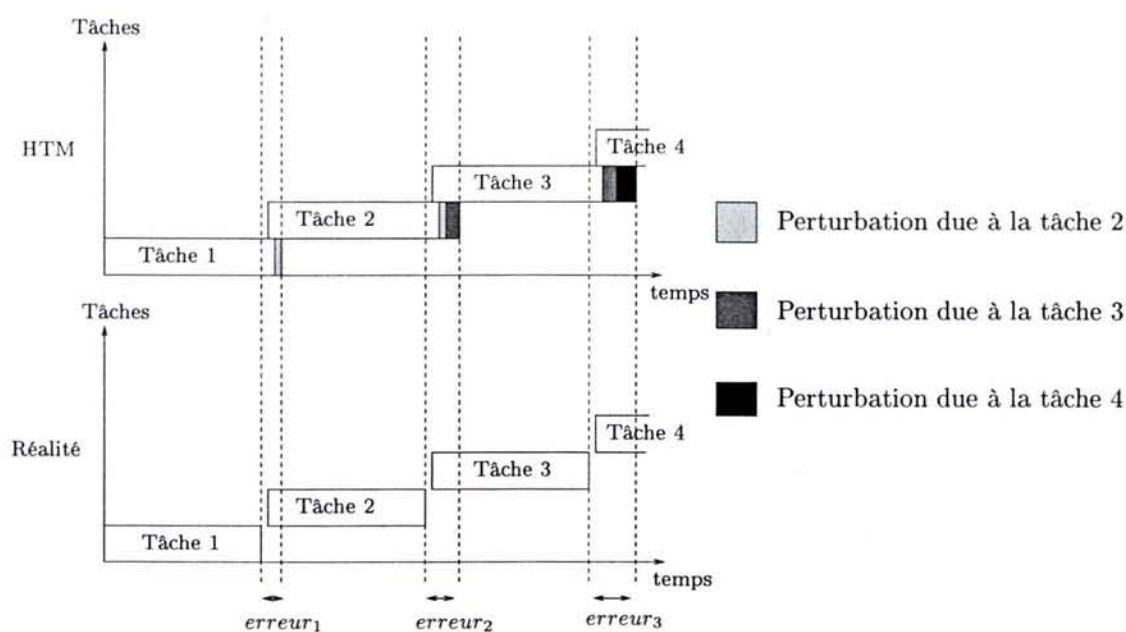 Tâches
HTM
Tâche 4
Tâche 3
Tâche 2
Tâche 1
temps
Perturbation due à la tâche 2
Perturbation due à la tâche 3
Perturbation due à la tâche 4
Tâches
Réalité
Tâche 4
Tâche 3
Tâche 2
Tâche 1
temps
erreur₁
erreur₂
erreur₃